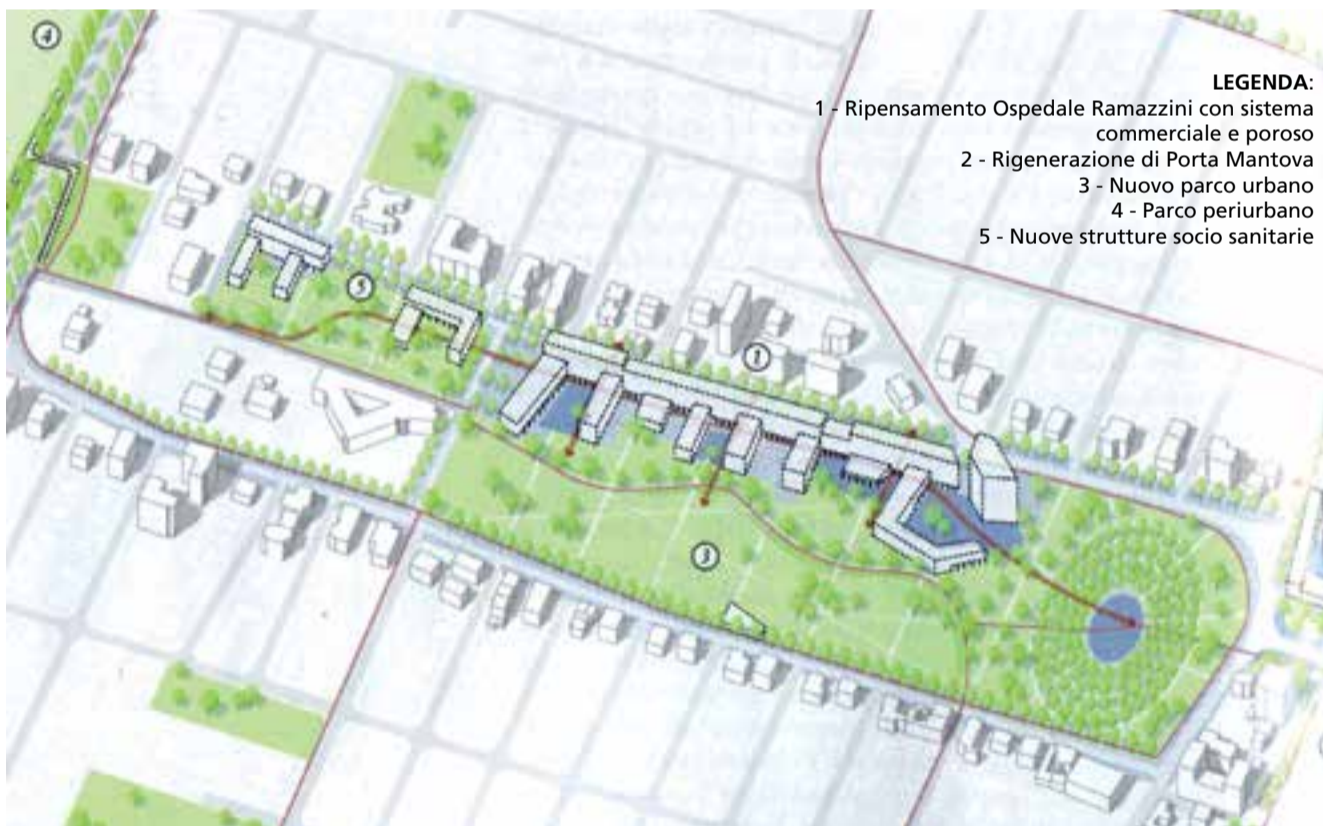 4
LEGENDA:
1 - Ripensamento Ospedale Ramazzini con sistema
commerciale e poroso
2 - Rigenerazione di Porta Mantova
3 - Nuovo parco urbano
4 - Parco periurbano
5 - Nuove strutture socio sanitarie
5
1
3